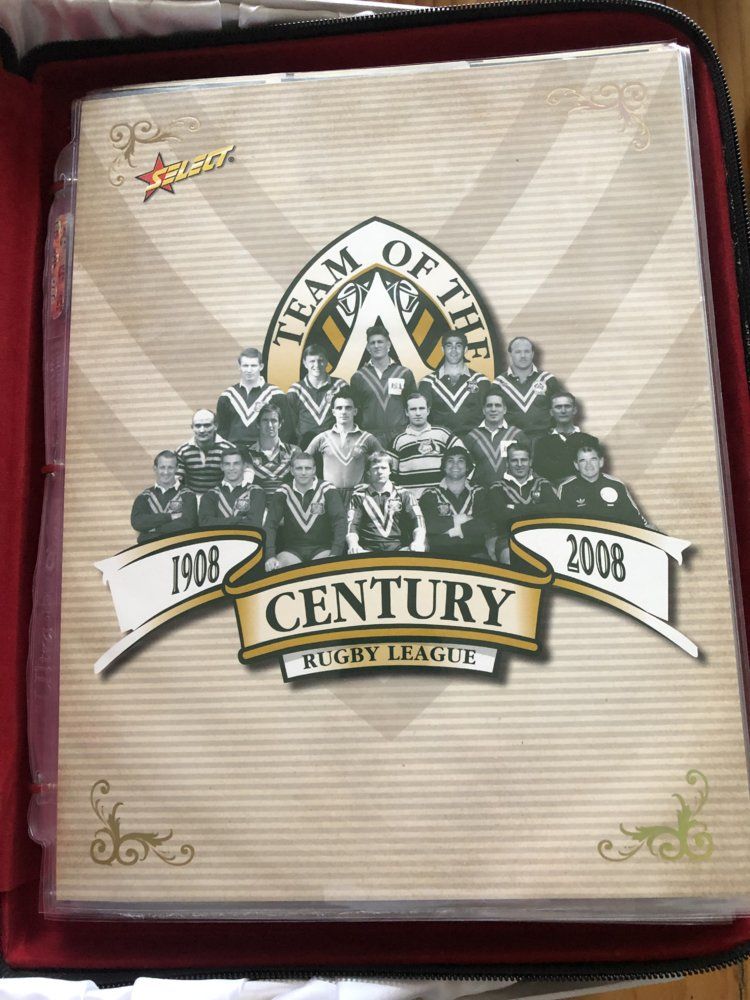 SELECT
TEAM OF THE
1908
2008
CENTURY
RUGBY LEAGUE